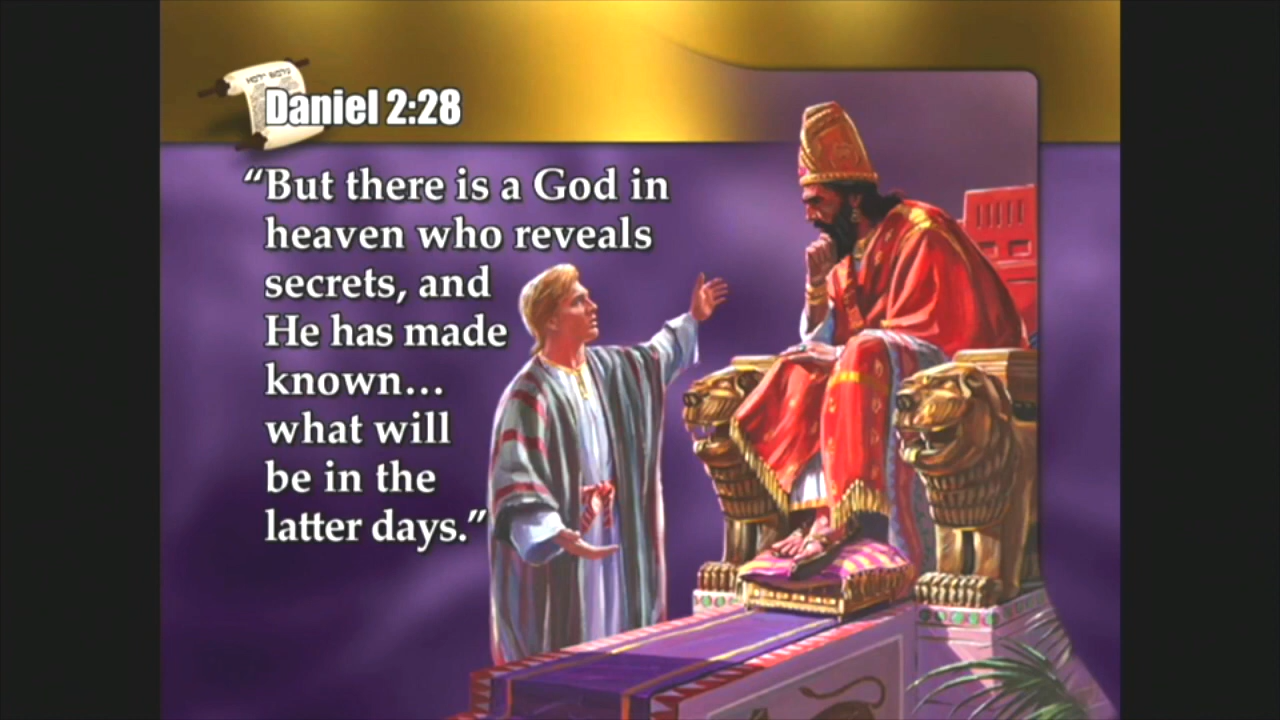 Daniel 2:28
“But there is a God in
heaven who reveals
secrets, and
He has made
known…
what will
be in the
latter days.”